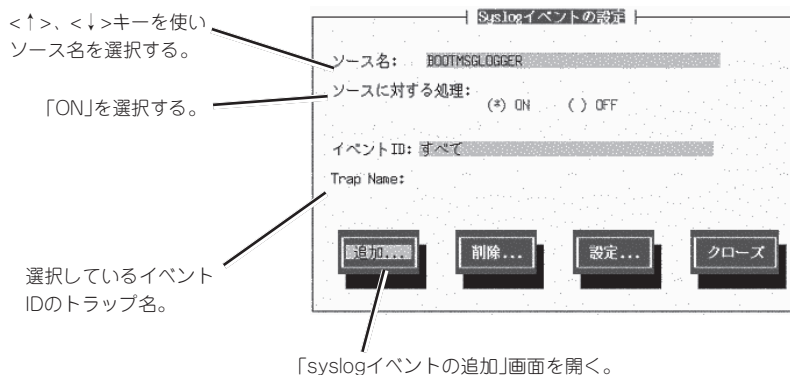 <↑>、<↓>キーを使い
ソース名を選択する。
「ON」を選択する。
選択しているイベント
IDのトラップ名。
Syslogイベントの設定
ソース名: BOOTMSGLOGGER
ソースに対する処理:
(*) ON ( ) OFF
イベントID: すべて
Trap Name:
追加... 削除... 設定... クローズ
「syslogイベントの追加」画面を開く。